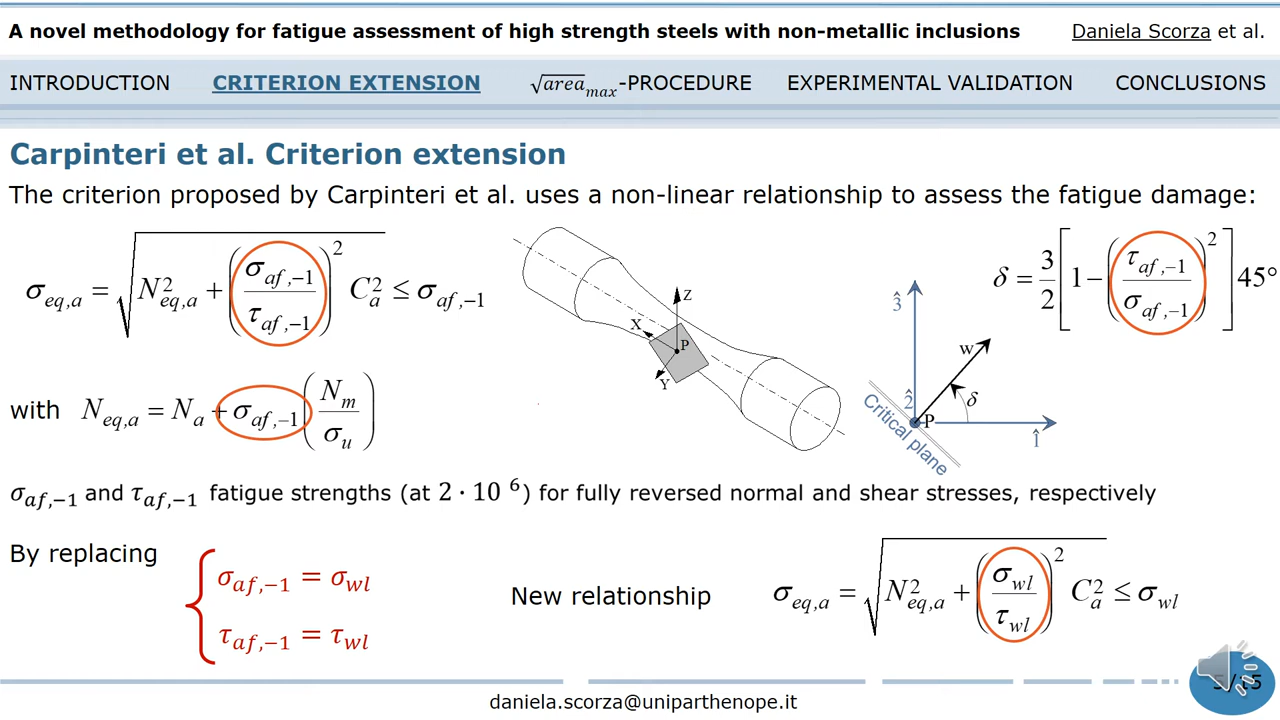 A novel methodology for fatigue assessment of high strength steels with non-metallic inclusions
Daniela Scorza et al.
INTRODUCTION
CRITERION EXTENSION
√area_max-PROCEDURE
EXPERIMENTAL VALIDATION
CONCLUSIONS
Carpinteri et al. Criterion extension
The criterion proposed by Carpinteri et al. uses a non-linear relationship to assess the fatigue damage:
σ_eq,a = √(N²_eq,a + (σ_af,−1 / τ_af,−1)² C²_a) ≤ σ_af,−1
Z
X
P
Y
δ = 3/2 [1 − (τ_af,−1 / σ_af,−1)²] 45°
3̂
w
δ
2̂
P
1̂
Critical plane
with N_eq,a = N_a + σ_af,−1 (N_m / σ_u)
σ_af,−1 and τ_af,−1 fatigue strengths (at 2 · 10 ⁶) for fully reversed normal and shear stresses, respectively
By replacing
σ_af,−1 = σ_wl
τ_af,−1 = τ_wl
New relationship
σ_eq,a = √(N²_eq,a + (σ_wl / τ_wl)² C²_a) ≤ σ_wl
5/15
daniela.scorza@uniparthenope.it